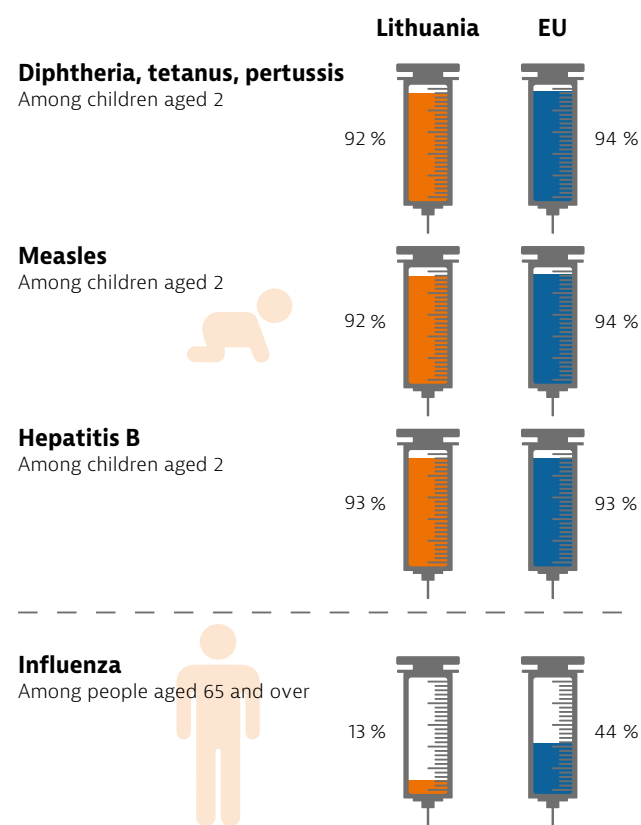 Lithuania EU
Diphtheria, tetanus, pertussis
Among children aged 2
92 % 94 %
Measles
Among children aged 2
92 % 94 %
Hepatitis B
Among children aged 2
93 % 93 %
Influenza
Among people aged 65 and over
13 % 44 %